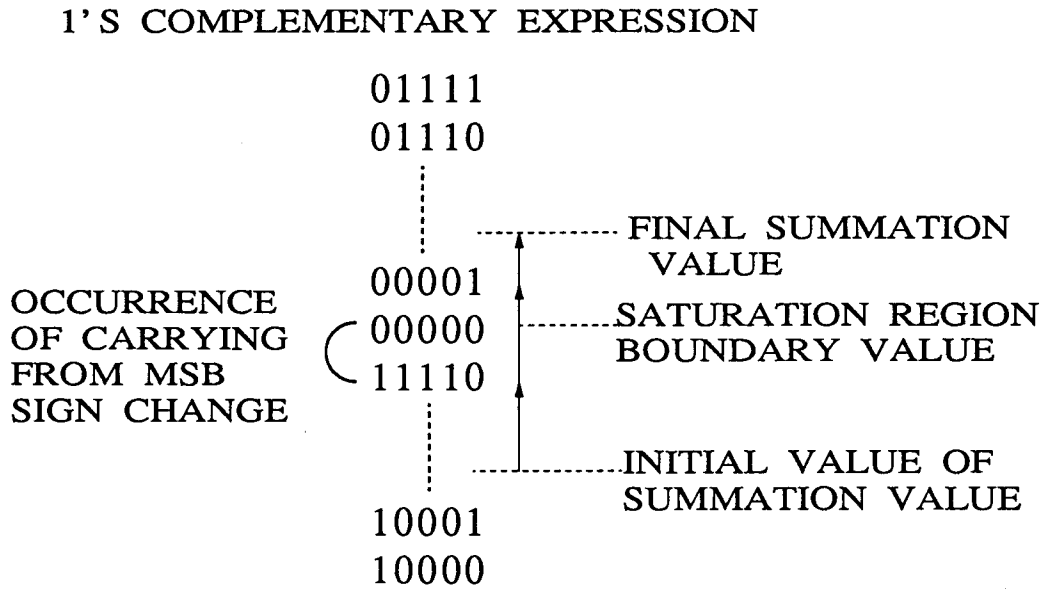 1'S COMPLEMENTARY EXPRESSION
01111
01110
FINAL SUMMATION
VALUE
00001
00000
11110
OCCURRENCE
OF CARRYING
FROM MSB
SIGN CHANGE
SATURATION REGION
BOUNDARY VALUE
INITIAL VALUE OF
SUMMATION VALUE
10001
10000